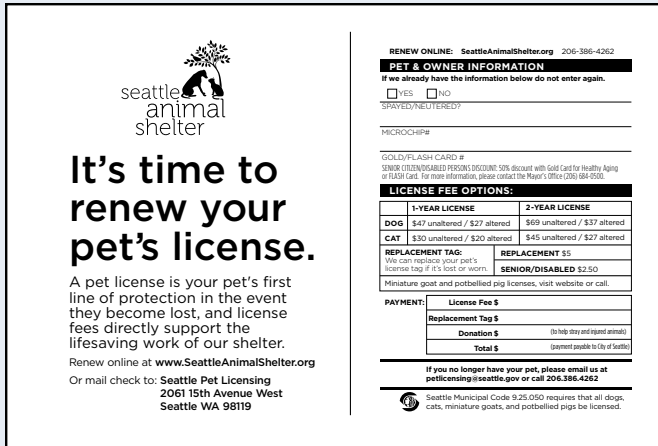 seattle
animal
shelter
It's time to
renew your
pet's license.
A pet license is your pet's first
line of protection in the event
they become lost, and license
fees directly support the
lifesaving work of our shelter.
Renew online at www.SeattleAnimalShelter.org
Or mail check to: Seattle Pet Licensing
2061 15th Avenue West
Seattle WA 98119
RENEW ONLINE: SeattleAnimalShelter.org 206-386-4262
PET & OWNER INFORMATION
If we already have the information below do not enter again.
YES NO
SPAYED/NEUTERED?
MICROCHIP#
GOLD/FLASH CARD #
SENIOR CITIZEN/DISABLED PERSONS DISCOUNT: 50% discount with Gold Card for Healthy Aging
or FLASH Card. For more information, please contact the Mayor's Office (206) 684-0500.
LICENSE FEE OPTIONS:
1-YEAR LICENSE 2-YEAR LICENSE
DOG $47 unaltered / $27 altered $69 unaltered / $37 altered
CAT $30 unaltered / $20 altered $45 unaltered / $27 altered
REPLACEMENT TAG:
We can replace your pet's
license tag if it's lost or worn.
REPLACEMENT $5
SENIOR/DISABLED $2.50
Miniature goat and potbellied pig licenses, visit website or call.
PAYMENT: License Fee $
Replacement Tag $
Donation $ (to help stray and injured animals)
Total $ (payment payable to City of Seattle)
If you no longer have your pet, please email us at
petlicensing@seattle.gov or call 206.386.4262
Seattle Municipal Code 9.25.050 requires that all dogs,
cats, miniature goats, and potbellied pigs be licensed.